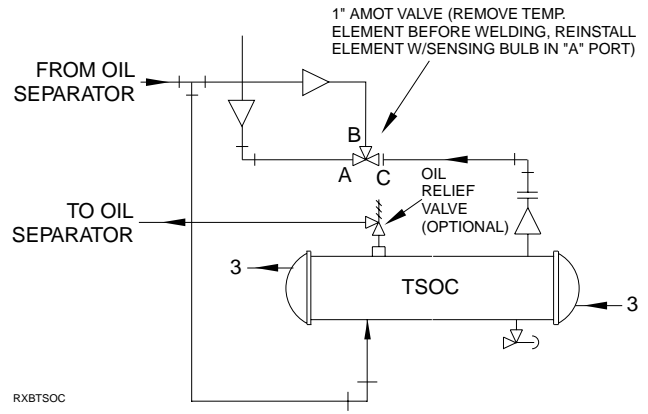 1" AMOT VALVE (REMOVE TEMP.
ELEMENT BEFORE WELDING, REINSTALL
ELEMENT W/SENSING BULB IN "A" PORT)
FROM OIL
SEPARATOR
B
A
C
OIL
RELIEF
VALVE
(OPTIONAL)
TO OIL
SEPARATOR
3
TSOC
3
RXBTSOC